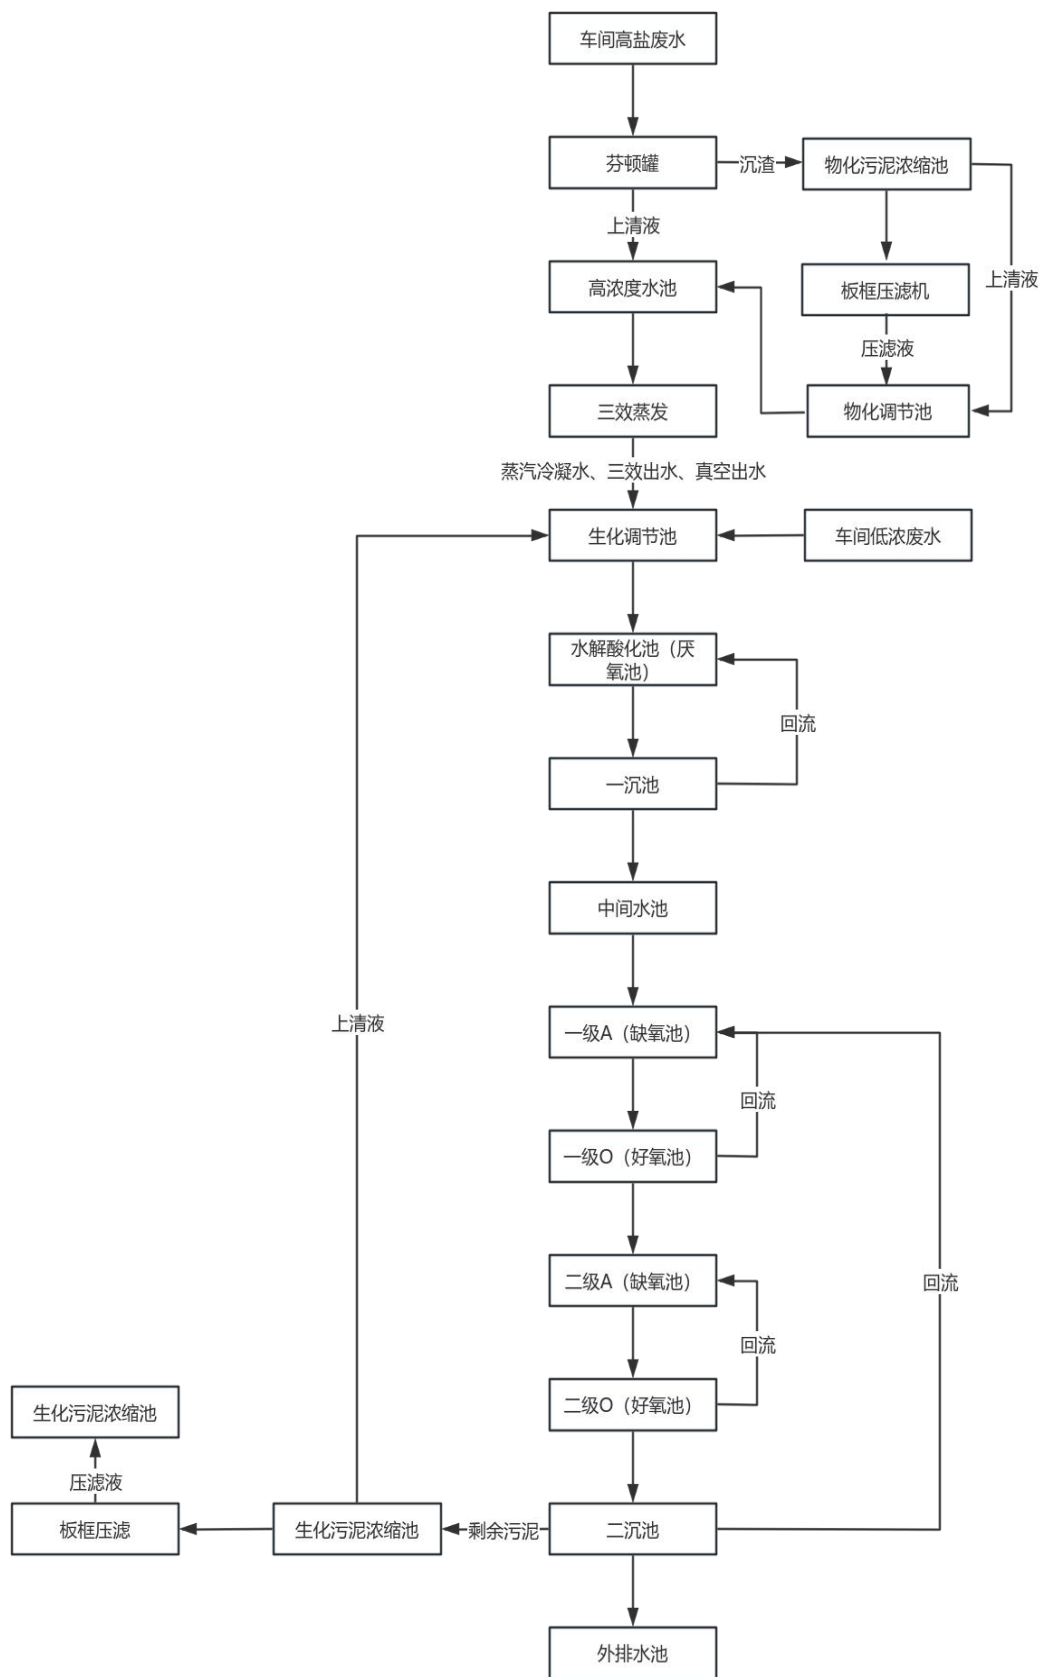 车间高盐废水
芬顿罐
沉渣
物化污泥浓缩池
上清液
高浓度水池
板框压滤机
上清液
压滤液
三效蒸发
物化调节池
蒸汽冷凝水、三效出水、真空出水
生化调节池
车间低浓废水
水解酸化池（厌
氧池）
回流
一沉池
中间水池
上清液
一级A（缺氧池）
回流
一级O（好氧池）
二级A（缺氧池）
回流
回流
二级O（好氧池）
生化污泥浓缩池
压滤液
板框压滤
生化污泥浓缩池
剩余污泥
二沉池
外排水池